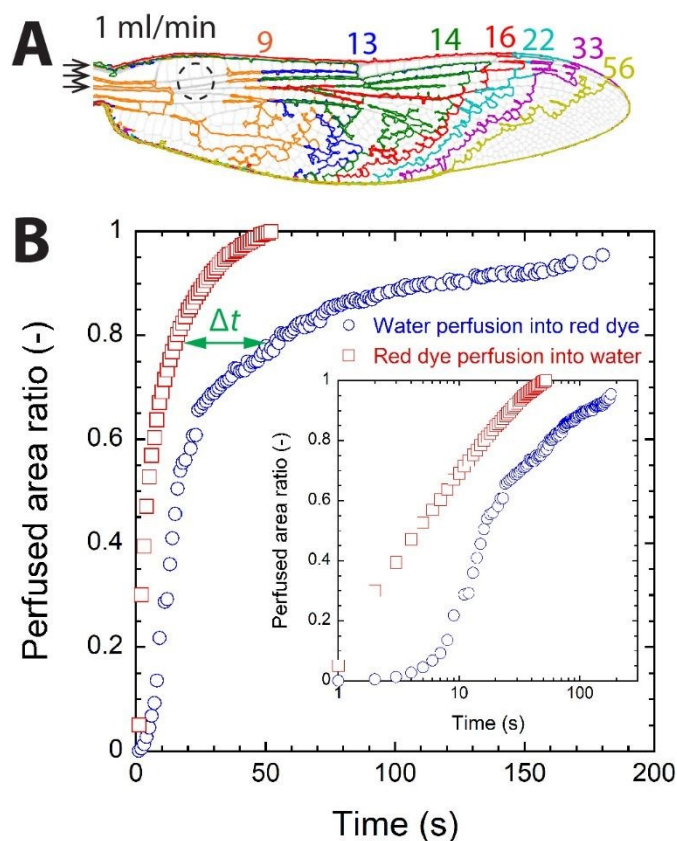 A
1 ml/min
9
13
14
16
22
33
56
B
1
0.8
0.6
0.4
0.2
0
Perfused area ratio (-)
Δt
Water perfusion into red dye
Red dye perfusion into water
1
0.8
0.6
0.4
0.2
0
Perfused area ratio (-)
1
10
100
Time (s)
0
50
100
150
200
Time (s)